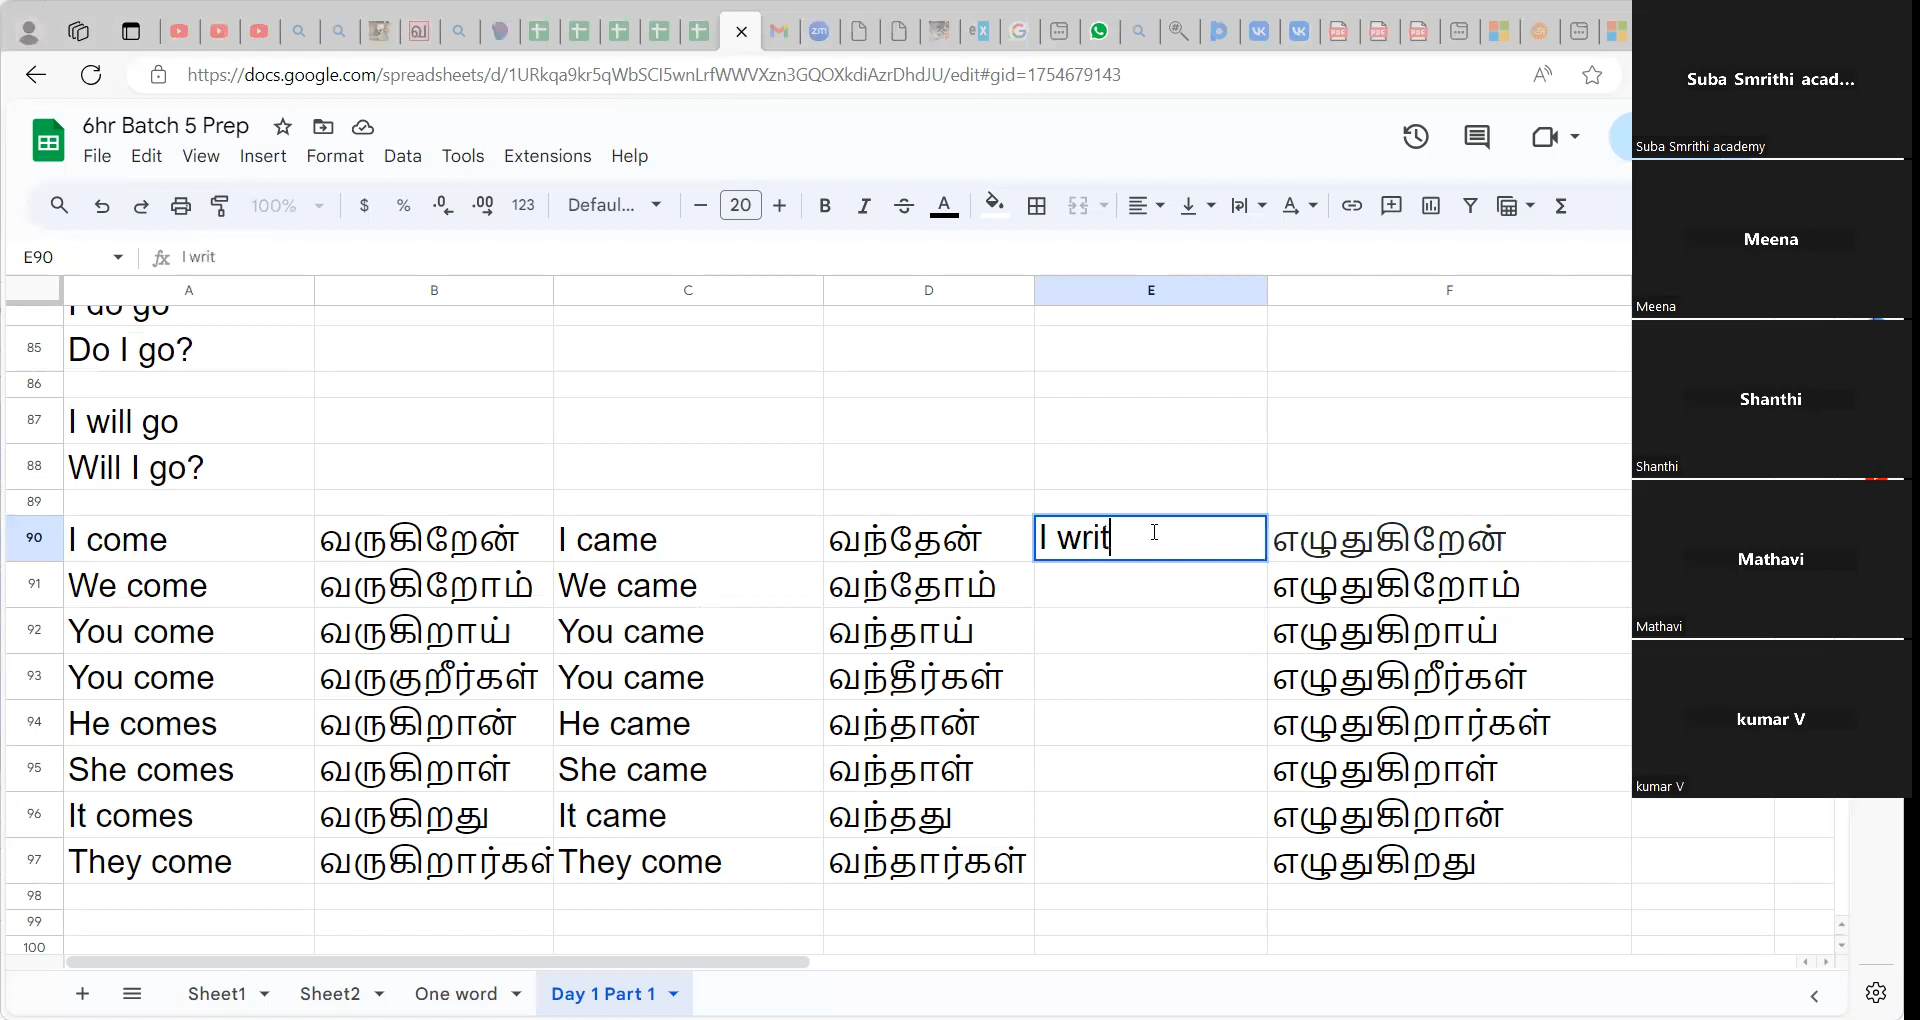 https://docs.google.com/spreadsheets/d/1URkqa9kr5qWbSCI5wnLrfWWVXzn3GQOXkdiAzrDhdJU/edit#gid=1754679143
6hr Batch 5 Prep
File Edit View Insert Format Data Tools Extensions Help
100% $ % .0 .00 123 Defaul... 20
E90 fx I writ
A B C D E F
I do go
85 Do I go?
86
87 I will go
88 Will I go?
89
90 I come வருகிறேன் I came வந்தேன் I writ எழுதுகிறேன்
91 We come வருகிறோம் We came வந்தோம் எழுதுகிறோம்
92 You come வருகிறாய் You came வந்தாய் எழுதுகிறாய்
93 You come வருகுறீர்கள் You came வந்தீர்கள் எழுதுகிறீர்கள்
94 He comes வருகிறான் He came வந்தான் எழுதுகிறார்கள்
95 She comes வருகிறாள் She came வந்தாள் எழுதுகிறாள்
96 It comes வருகிறது It came வந்தது எழுதுகிறான்
97 They come வருகிறார்கள் They come வந்தார்கள் எழுதுகிறது
98
99
100
Sheet1 Sheet2 One word Day 1 Part 1
Suba Smrithi acad...
Suba Smrithi academy
Meena
Meena
Shanthi
Shanthi
Mathavi
Mathavi
kumar V
kumar V